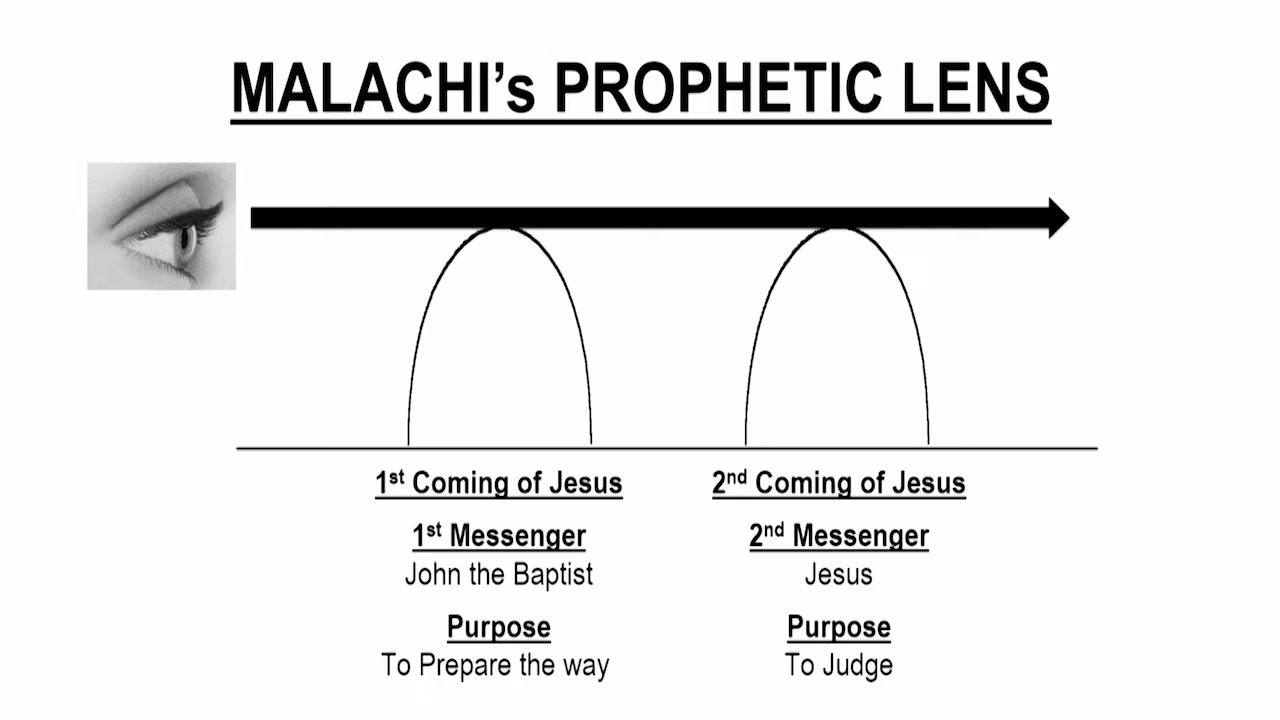 MALACHI’s PROPHETIC LENS
1st Coming of Jesus
1st Messenger
John the Baptist
Purpose
To Prepare the way
2nd Coming of Jesus
2nd Messenger
Jesus
Purpose
To Judge